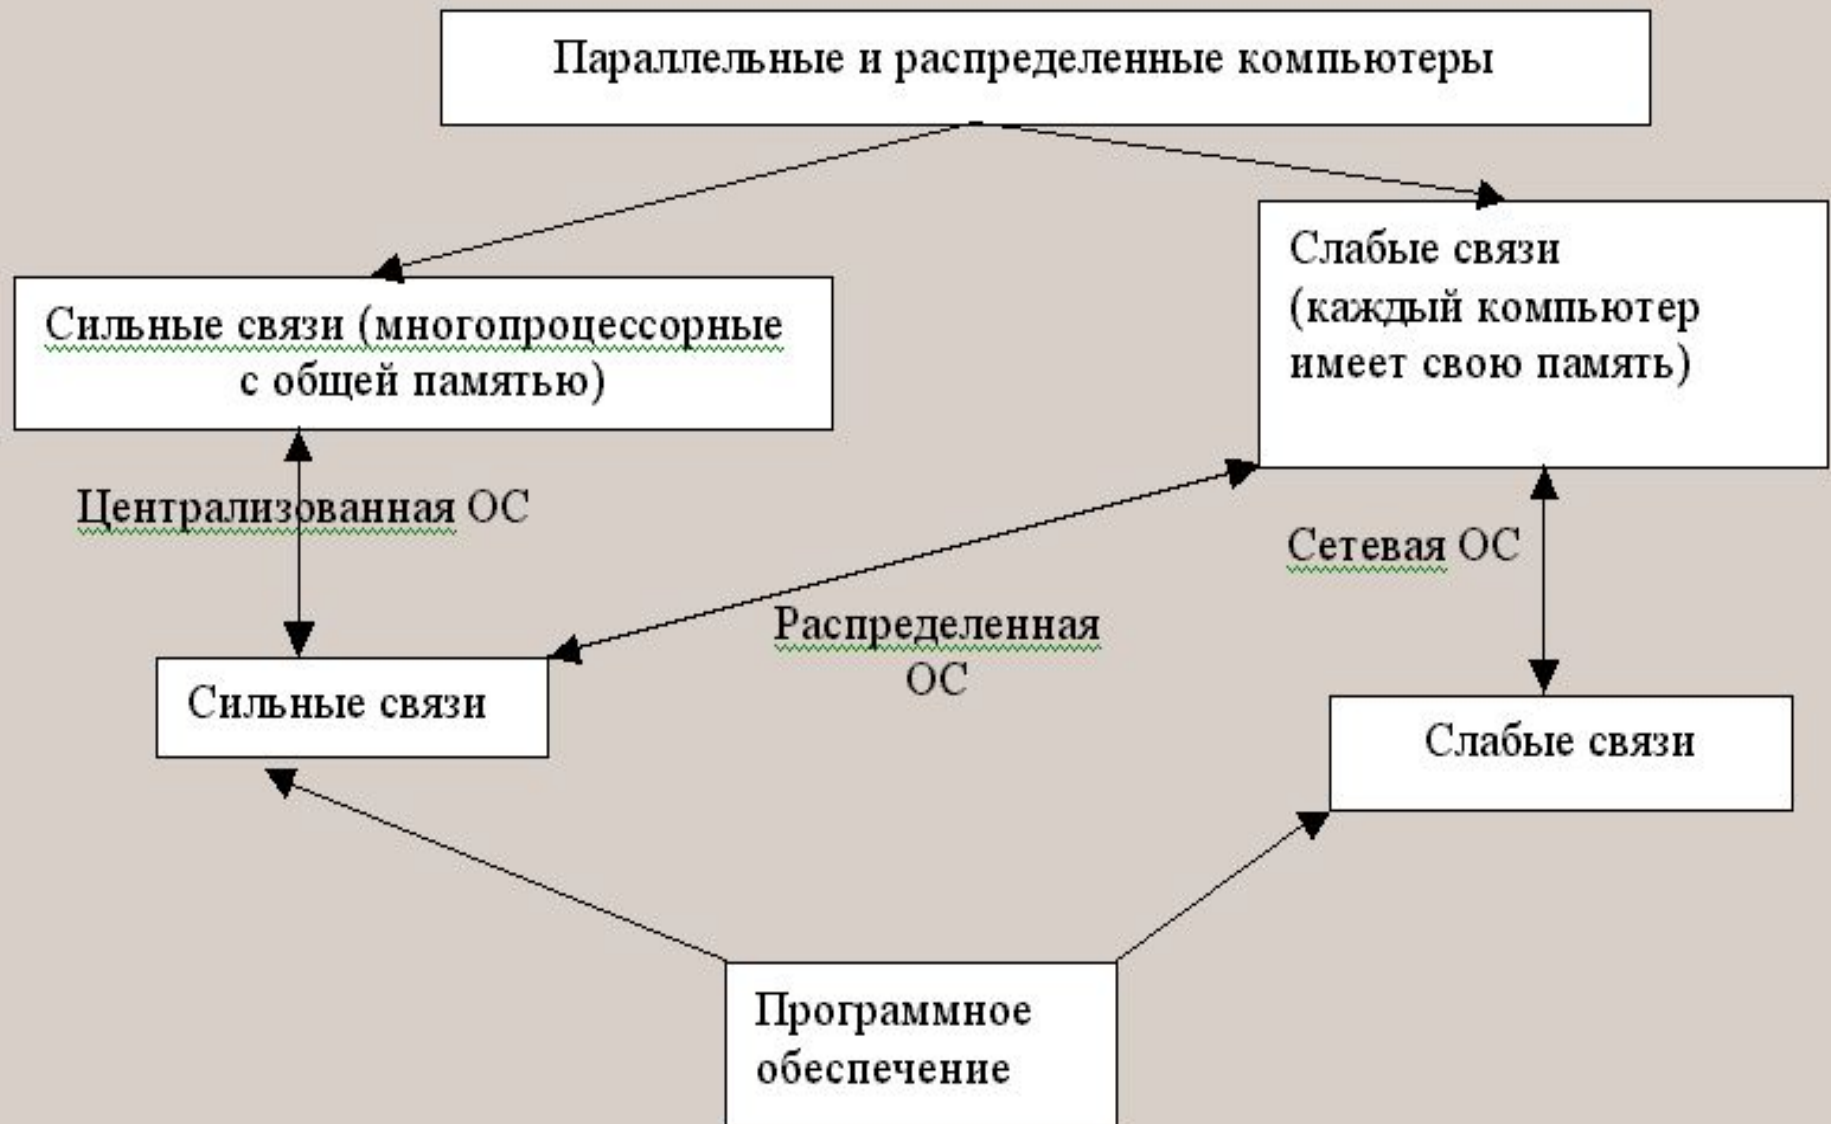 Параллельные и распределенные компьютеры
Слабые связи
(каждый компьютер
имеет свою память)
Сильные связи (многопроцессорные
с общей памятью)
Централизованная ОС
Сетевая ОС
Распределенная
ОС
Сильные связи
Слабые связи
Программное
обеспечение